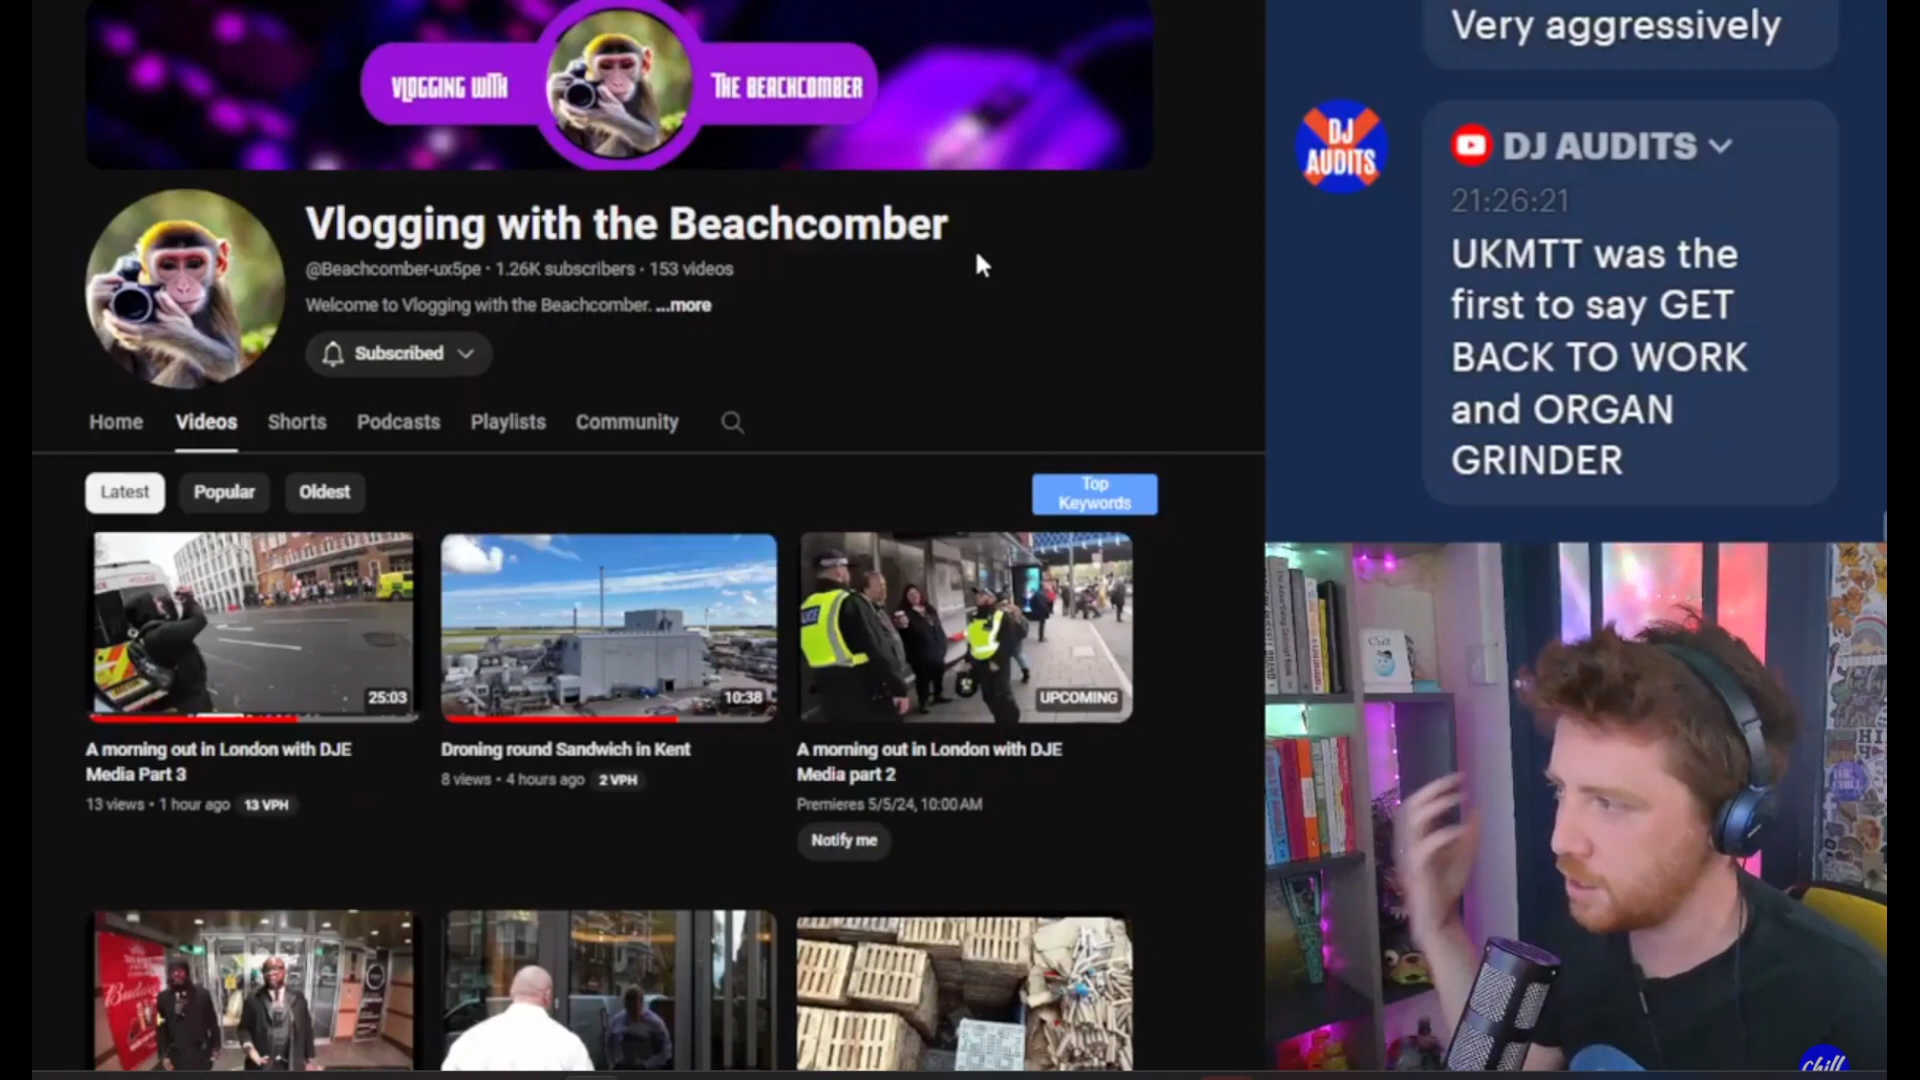 VLOGGING WITH
THE BEACHCOMBER
Vlogging with the Beachcomber
@Beachcomber-ux5pe • 1.26K subscribers • 153 videos
Welcome to Vlogging with the Beachcomber. ...more
Subscribed
Home
Videos
Shorts
Podcasts
Playlists
Community
Latest
Popular
Oldest
Top
Keywords
25:03
10:38
UPCOMING
A morning out in London with DJE
Media Part 3
13 views • 1 hour ago 13 VPH
Droning round Sandwich in Kent
8 views • 4 hours ago 2 VPH
A morning out in London with DJE
Media part 2
Premieres 5/5/24, 10:00 AM
Notify me
Very aggressively
DJ
AUDITS
DJ AUDITS
21:26:21
UKMTT was the
first to say GET
BACK TO WORK
and ORGAN
GRINDER
Chill